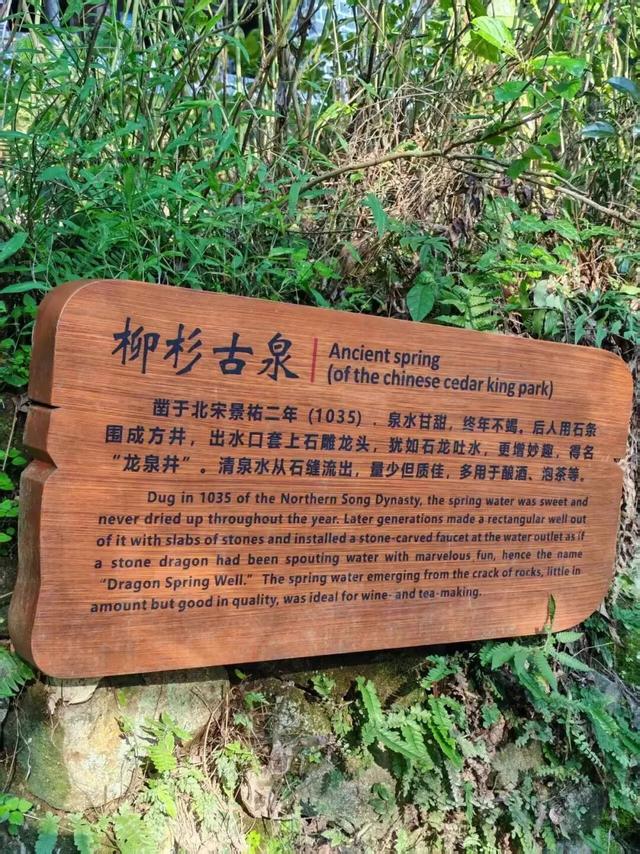 柳杉古泉
Ancient spring
(of the chinese cedar king park)
凿于北宋景祐二年 (1035) . 泉水甘甜，终年不竭。后人用石条
围成方井，出水口套上石雕龙头，犹如石龙吐水，更增妙趣，得名
“龙泉井”。清泉水从石缝流出，量少但质佳，多用于酿酒、泡茶等。
Dug in 1035 of the Northern Song Dynasty, the spring water was sweet and
never dried up throughout the year. Later generations made a rectangular well out
of it with slabs of stones and installed a stone-carved faucet at the water outlet as if
a stone dragon had been spouting water with marvelous fun, hence the name
“Dragon Spring Well.” The spring water emerging from the crack of rocks, little in
amount but good in quality, was ideal for wine- and tea-making.